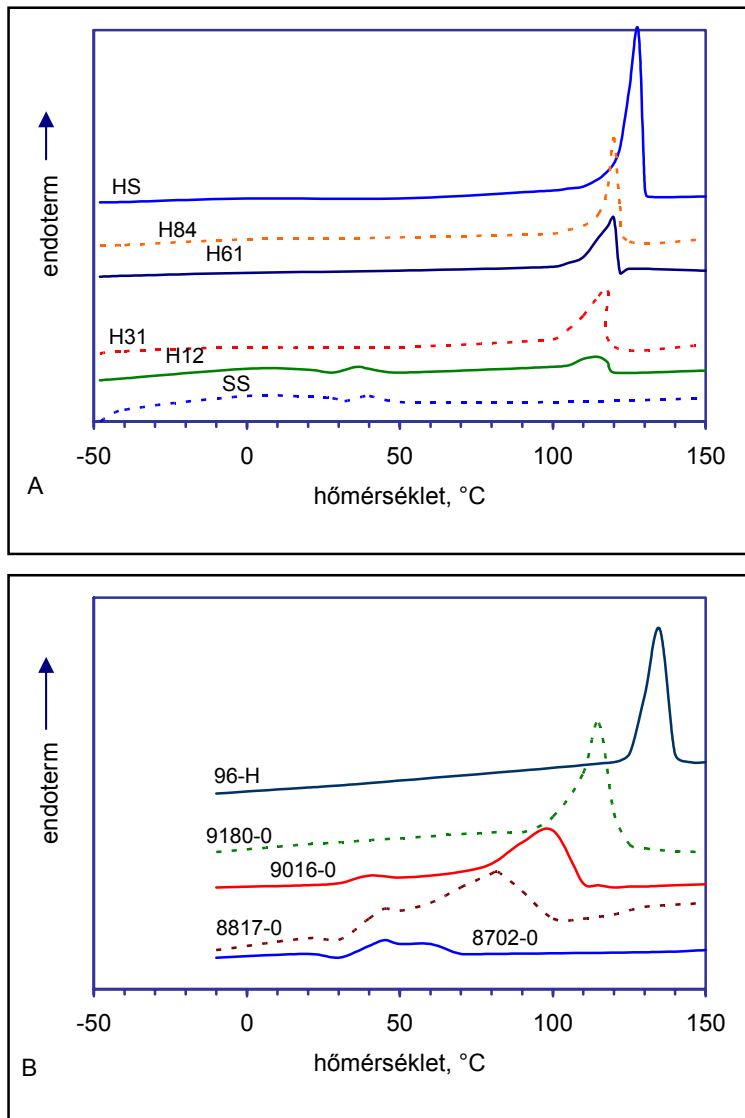 HS
H84
H61
H31
H12
SS
endoterm
-50 0 50 100 150
hőmérséklet, °C
A
96-H
9180-0
9016-0
8817-0
8702-0
endoterm
-50 0 50 100 150
hőmérséklet, °C
B